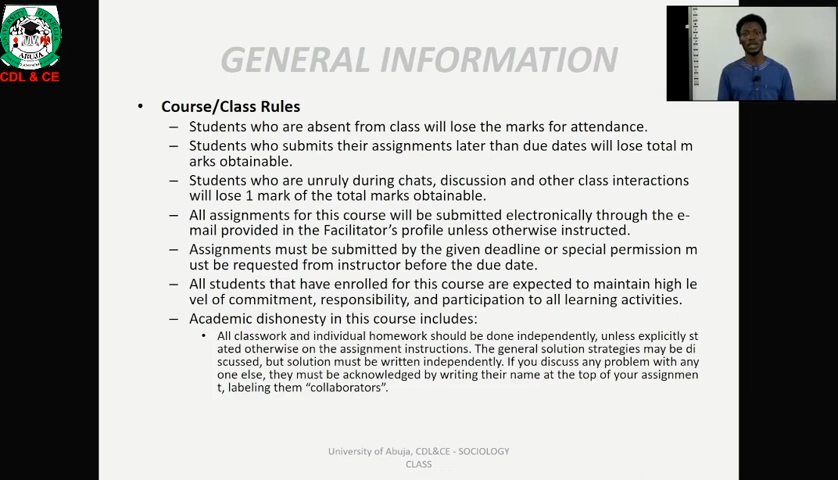 ABUJA
CDL & CE
GENERAL INFORMATION
• Course/Class Rules
– Students who are absent from class will lose the marks for attendance.
– Students who submits their assignments later than due dates will lose total m
arks obtainable.
– Students who are unruly during chats, discussion and other class interactions
will lose 1 mark of the total marks obtainable.
– All assignments for this course will be submitted electronically through the e-
mail provided in the Facilitator’s profile unless otherwise instructed.
– Assignments must be submitted by the given deadline or special permission m
ust be requested from instructor before the due date.
– All students that have enrolled for this course are expected to maintain high le
vel of commitment, responsibility, and participation to all learning activities.
– Academic dishonesty in this course includes:
• All classwork and individual homework should be done independently, unless explicitly st
ated otherwise on the assignment instructions. The general solution strategies may be di
scussed, but solution must be written independently. If you discuss any problem with any
one else, they must be acknowledged by writing their name at the top of your assignmen
t, labeling them “collaborators”.
University of Abuja, CDL&CE - SOCIOLOGY
CLASS